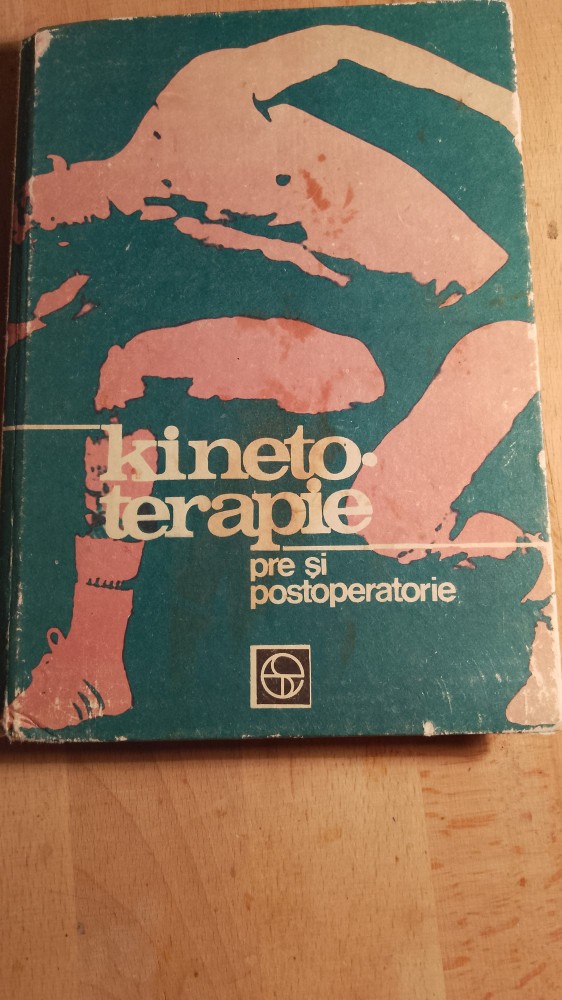 kineto·
terapie
pre și
postoperatorie